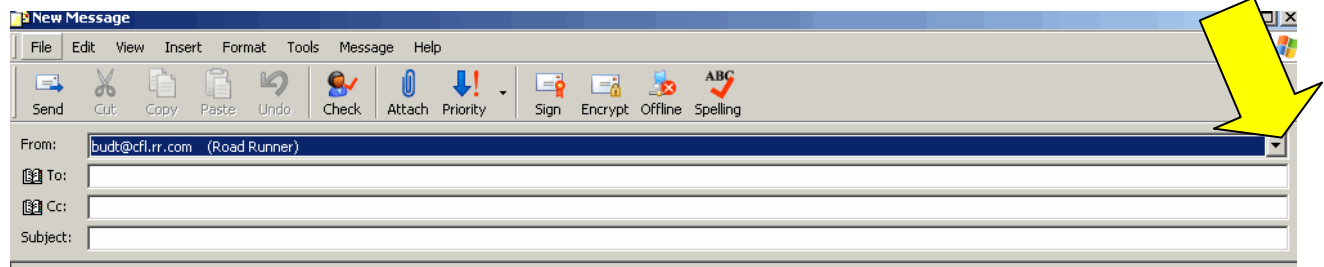 New Message
File Edit View Insert Format Tools Message Help
ABC
Send Cut Copy Paste Undo Check Attach Priority Sign Encrypt Offline Spelling
From: budt@cfl.rr.com (Road Runner)
To:
Cc:
Subject: